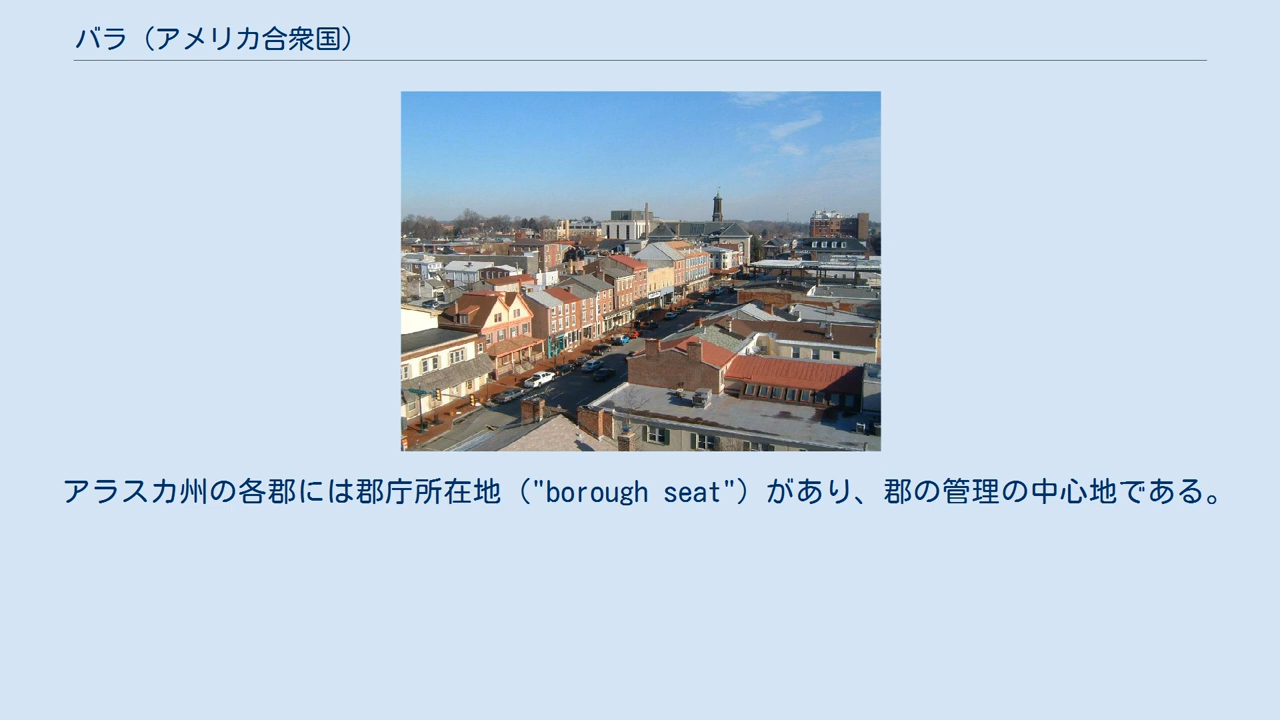 バラ（アメリカ合衆国）
アラスカ州の各郡には郡庁所在地（"borough seat"）があり、郡の管理の中心地である。